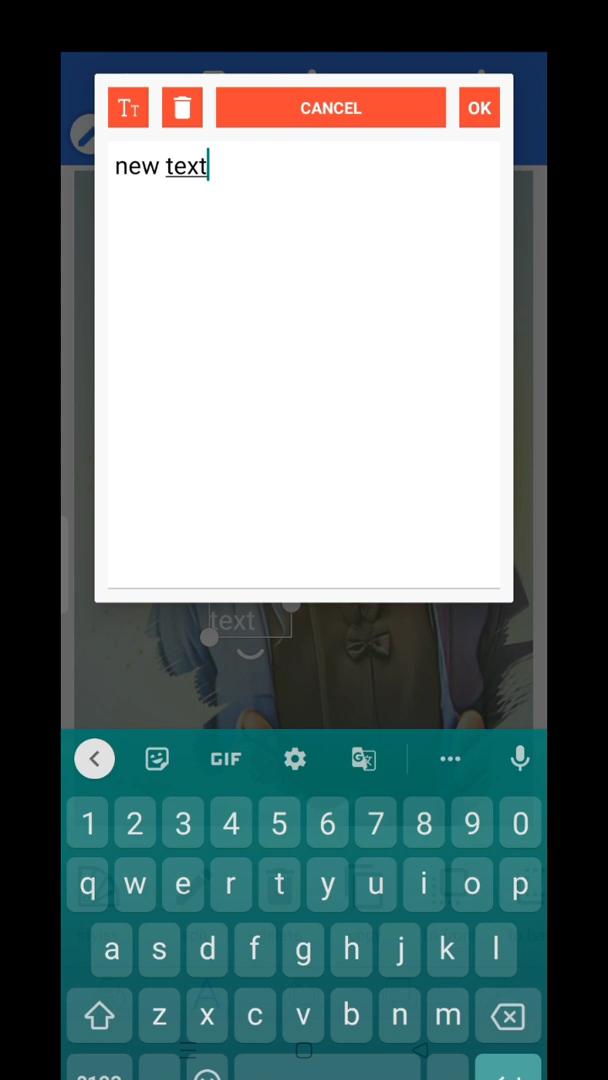 CANCEL
OK
new text
text
GIF
1 2 3 4 5 6 7 8 9 0
q w e r t y u i o p
a s d f g h j k l
z x c v b n m